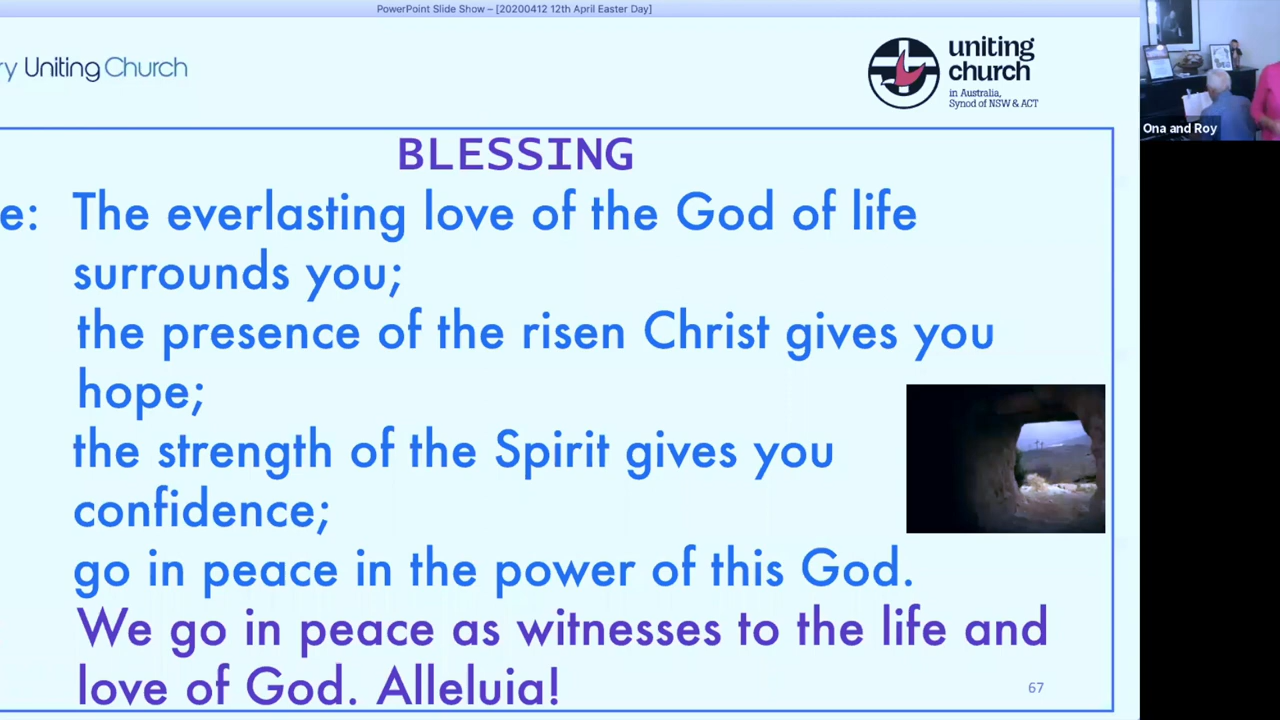 PowerPoint Slide Show – [20200412 12th April Easter Day]
ry Uniting Church
uniting
church
in Australia,
Synod of NSW & ACT
Ona and Roy
BLESSING
e: The everlasting love of the God of life
surrounds you;
the presence of the risen Christ gives you
hope;
the strength of the Spirit gives you
confidence;
go in peace in the power of this God.
We go in peace as witnesses to the life and
love of God. Alleluia!
67